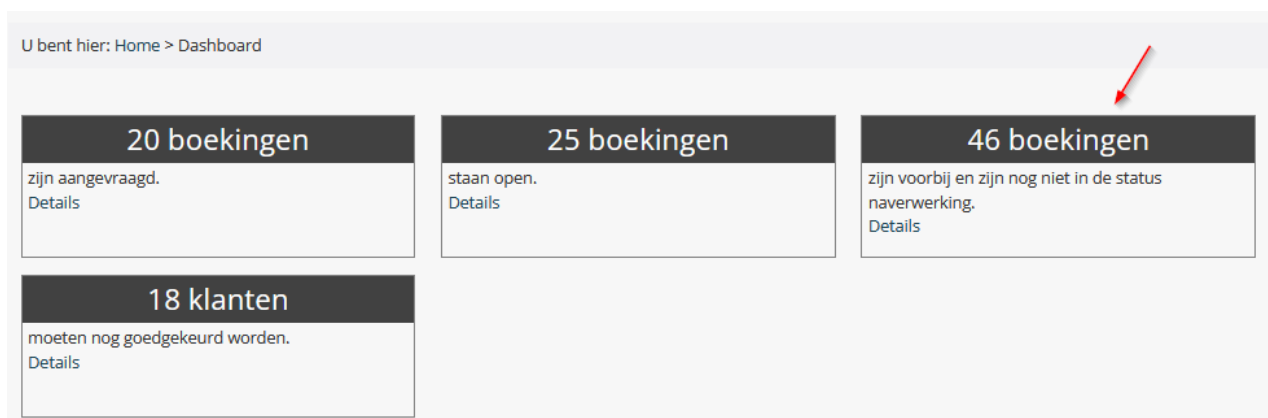 U bent hier: Home > Dashboard
20 boekingen
zijn aangevraagd.
Details
25 boekingen
staan open.
Details
46 boekingen
zijn voorbij en zijn nog niet in de status
naverwerking.
Details
18 klanten
moeten nog goedgekeurd worden.
Details